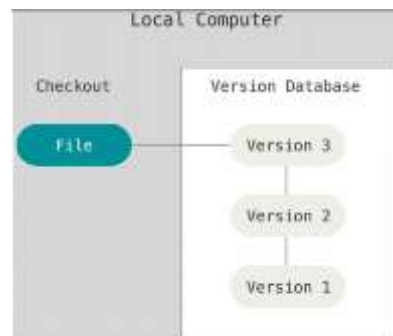 Local Computer
Checkout
Version Database
File
Version 3
Version 2
Version 1